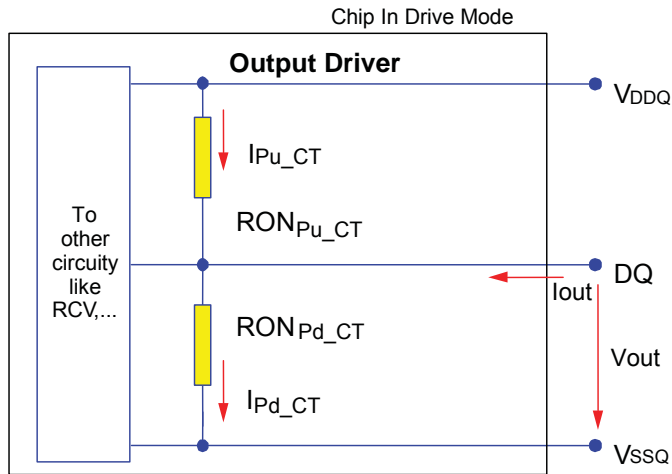 Chip In Drive Mode
Output Driver
VDDQ
IPu_CT
To
other
circuity
like
RCV,...
RONPu_CT
DQ
Iout
RONPd_CT
Vout
IPd_CT
VSSQ